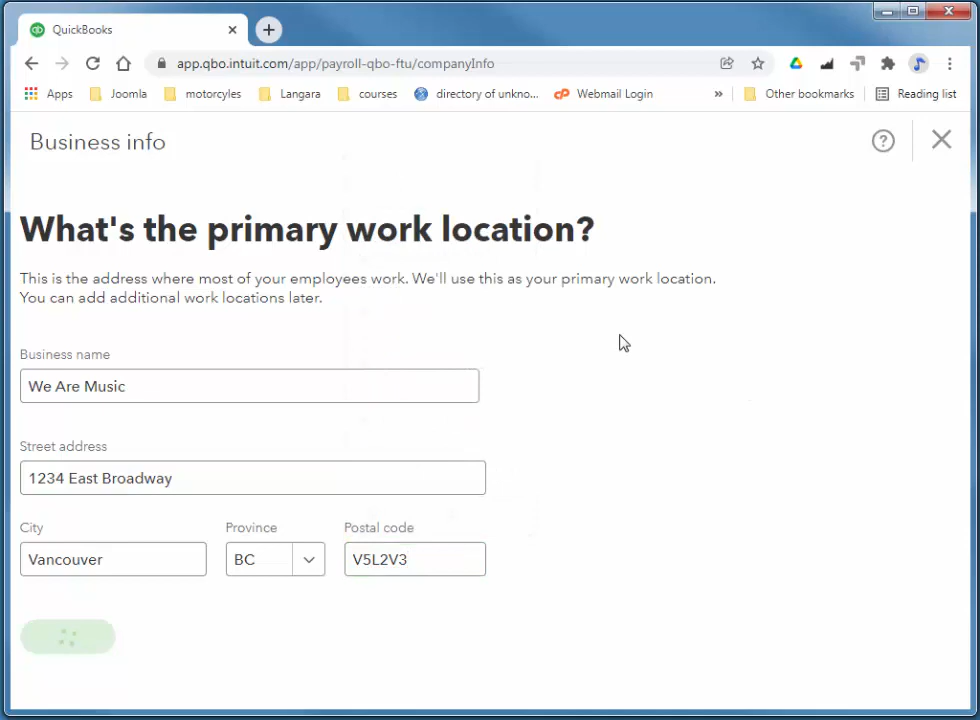 QuickBooks
app.qbo.intuit.com/app/payroll-qbo-ftu/companyInfo
Apps Joomla motorcyles Langara courses directory of unkno... Webmail Login » Other bookmarks Reading list
Business info
What's the primary work location?
This is the address where most of your employees work. We'll use this as your primary work location.
You can add additional work locations later.
Business name
We Are Music
Street address
1234 East Broadway
City Province Postal code
Vancouver BC V5L2V3